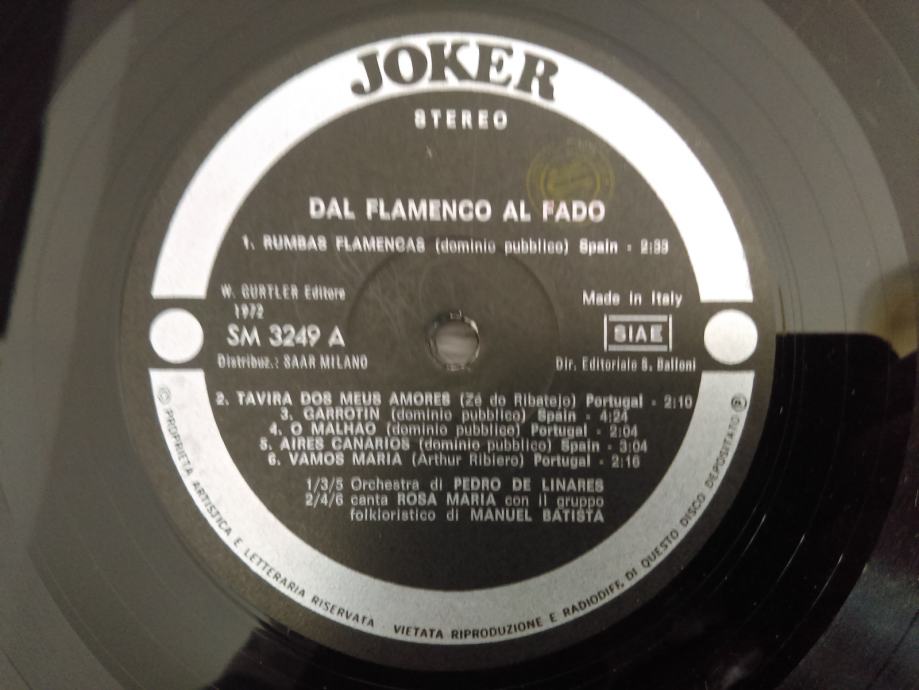 JOKER
STEREO
DAL FLAMENCO AL FADO
1. RUMBAS FLAMENCAS (dominio pubblico) Spain - 2:33
W. GURTLER Editore
1972
SM 3249 A
Distribuz.: SAAR MILANO
Made in Italy
SIAE
Dir. Editoriale B. Balloni
2. TAVIRA DOS MEUS AMORES (Zé do Ribatejo) Portugal - 2:10
3. GARROTIN (dominio pubblico) Spain - 4:24
4. O MALHAO (dominio pubblico) Portugal - 2:04
5. AIRES CANARIOS (dominio pubblico) Spain - 3:04
6. VAMOS MARIA (Arthur Ribiero) Portugal - 2:16
1/3/5 Orchestra di PEDRO DE LINARES
2/4/6 canta ROSA MARIA con il gruppo
folkloristico di MANUEL BATISTA
© PROPRIETA ARTISTICA E LETTERARIA RISERVATA VIETATA RIPRODUZIONE E RADIODIFF. DI QUESTO DISCO DEPOSITATO ℗